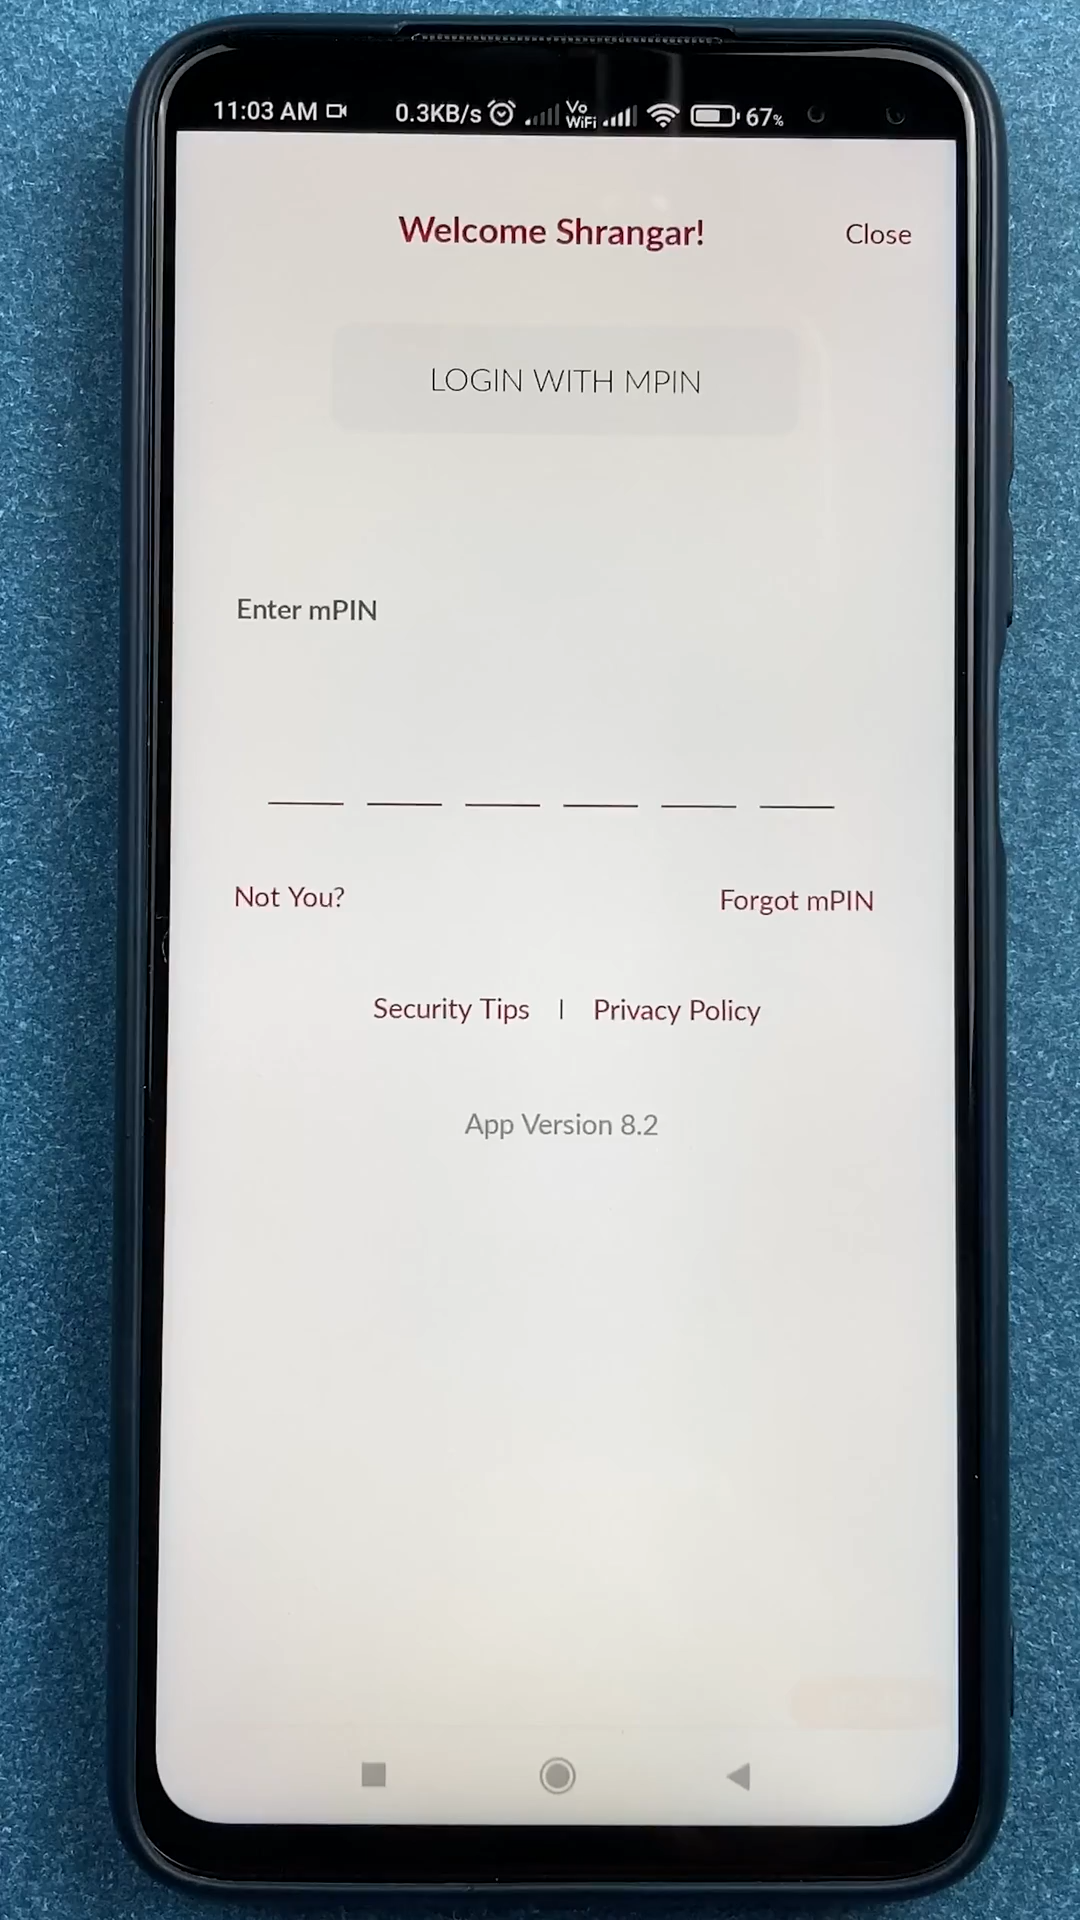 11:03 AM 0.3KB/s Vo WiFi 67%
Welcome Shrangar!
Close
LOGIN WITH MPIN
Enter mPIN
Not You?
Forgot mPIN
Security Tips | Privacy Policy
App Version 8.2